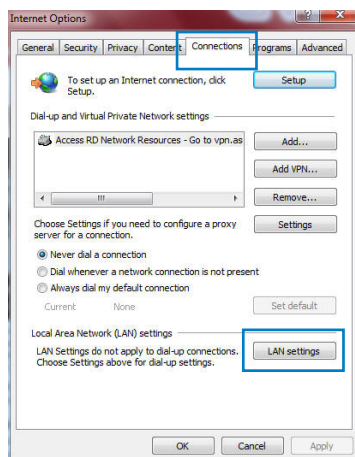 Internet Options
General Security Privacy Content Connections Programs Advanced
To set up an Internet connection, click
Setup.
Setup
Dial-up and Virtual Private Network settings
Access RD Network Resources - Go to vpn.as
Add...
Add VPN...
Remove...
Choose Settings if you need to configure a proxy
server for a connection.
Settings
Never dial a connection
Dial whenever a network connection is not present
Always dial my default connection
Current None
Set default
Local Area Network (LAN) settings
LAN Settings do not apply to dial-up connections.
Choose Settings above for dial-up settings.
LAN settings
OK Cancel Apply